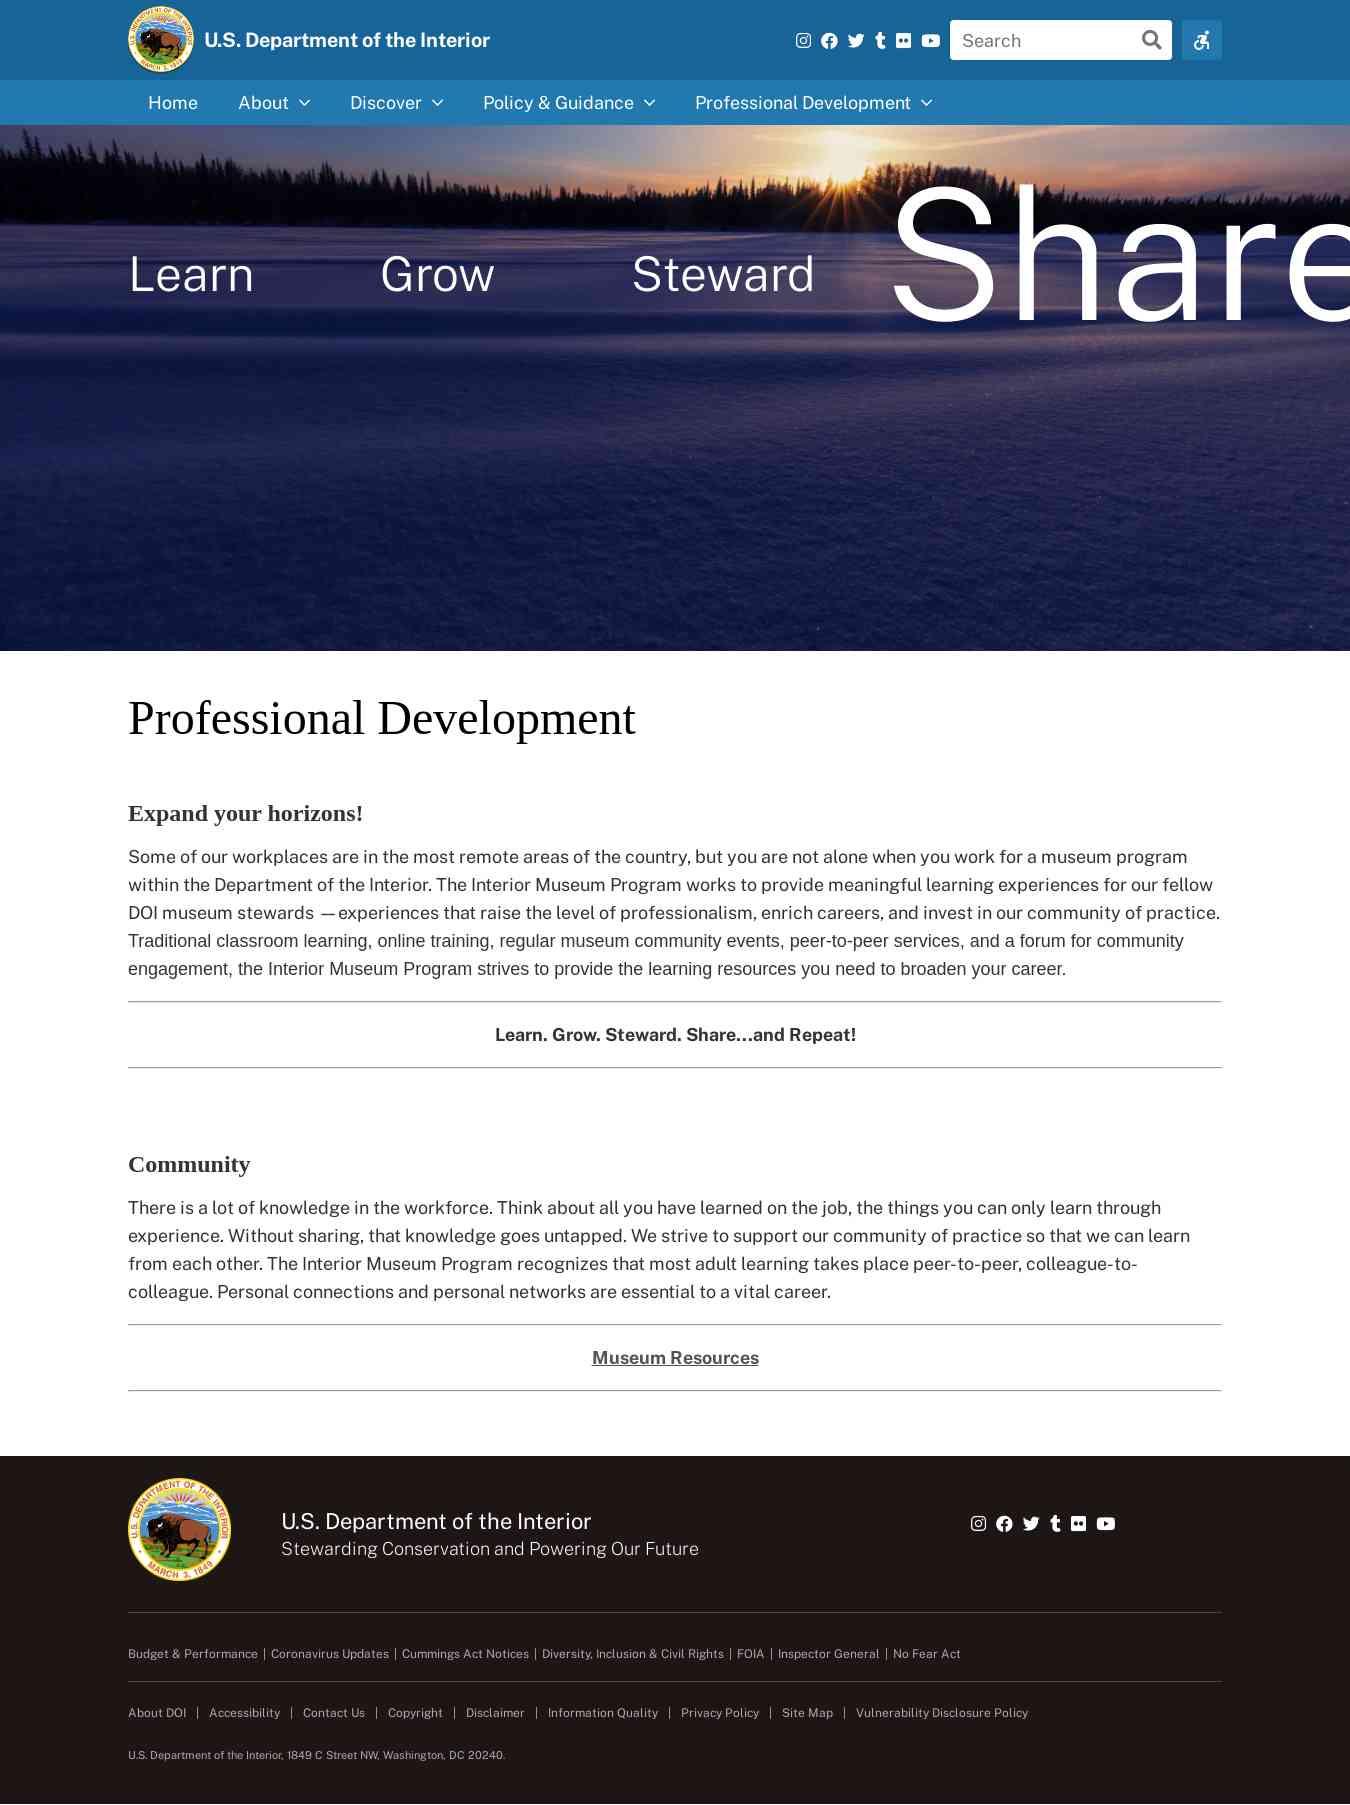 U.S. Department of the Interior
Search
Home About Discover Policy & Guidance Professional Development
Learn Grow Steward Share
Professional Development
Expand your horizons!
Some of our workplaces are in the most remote areas of the country, but you are not alone when you work for a museum program
within the Department of the Interior. The Interior Museum Program works to provide meaningful learning experiences for our fellow
DOI museum stewards —experiences that raise the level of professionalism, enrich careers, and invest in our community of practice.
Traditional classroom learning, online training, regular museum community events, peer-to-peer services, and a forum for community
engagement, the Interior Museum Program strives to provide the learning resources you need to broaden your career.
Learn. Grow. Steward. Share...and Repeat!
Community
There is a lot of knowledge in the workforce. Think about all you have learned on the job, the things you can only learn through
experience. Without sharing, that knowledge goes untapped. We strive to support our community of practice so that we can learn
from each other. The Interior Museum Program recognizes that most adult learning takes place peer-to-peer, colleague-to-
colleague. Personal connections and personal networks are essential to a vital career.
Museum Resources
U.S. DEPARTMENT OF THE INTERIOR
MARCH 3, 1849
U.S. Department of the Interior
Stewarding Conservation and Powering Our Future
Budget & Performance | Coronavirus Updates | Cummings Act Notices | Diversity, Inclusion & Civil Rights | FOIA | Inspector General | No Fear Act
About DOI | Accessibility | Contact Us | Copyright | Disclaimer | Information Quality | Privacy Policy | Site Map | Vulnerability Disclosure Policy
U.S. Department of the Interior, 1849 C Street NW, Washington, DC 20240.